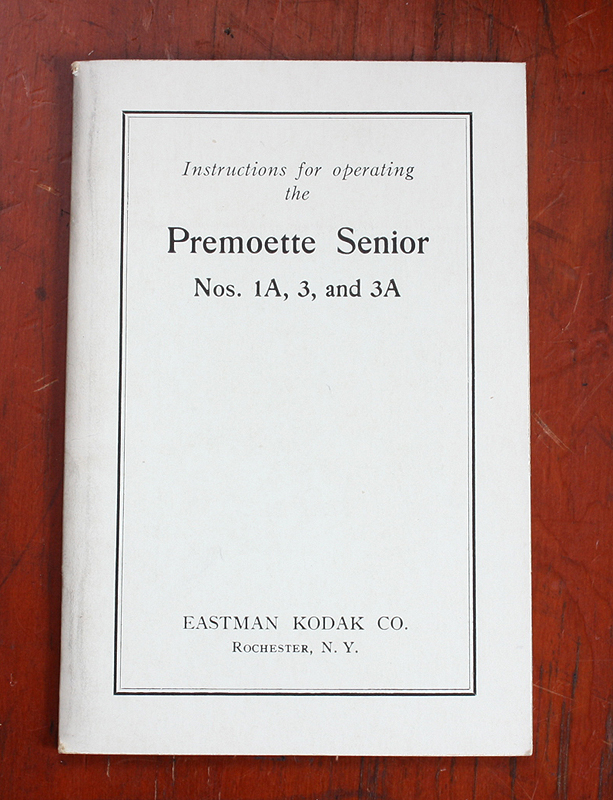 Instructions for operating
the
Premoette Senior
Nos. 1A, 3, and 3A
EASTMAN KODAK CO.
ROCHESTER, N. Y.